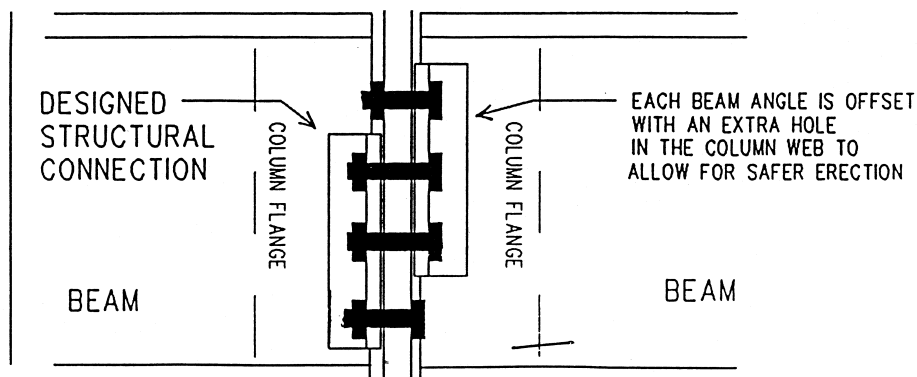 DESIGNED
STRUCTURAL
CONNECTION
COLUMN FLANGE
BEAM
COLUMN FLANGE
EACH BEAM ANGLE IS OFFSET
WITH AN EXTRA HOLE
IN THE COLUMN WEB TO
ALLOW FOR SAFER ERECTION
BEAM